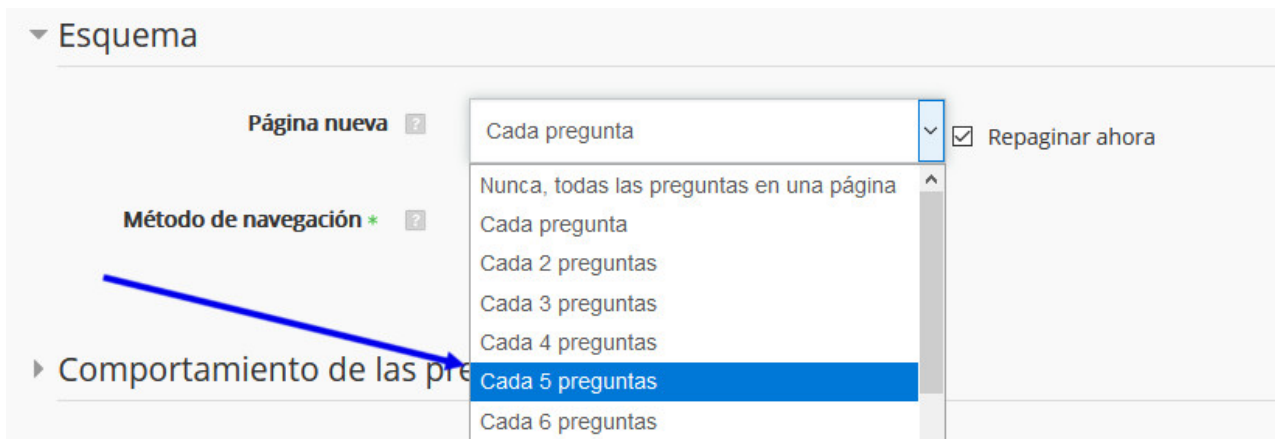 Esquema
Página nueva ? Cada pregunta Repaginar ahora
Nunca, todas las preguntas en una página
Método de navegación * ? Cada pregunta
Cada 2 preguntas
Cada 3 preguntas
Cada 4 preguntas
Comportamiento de las pre
Cada 5 preguntas
Cada 6 preguntas